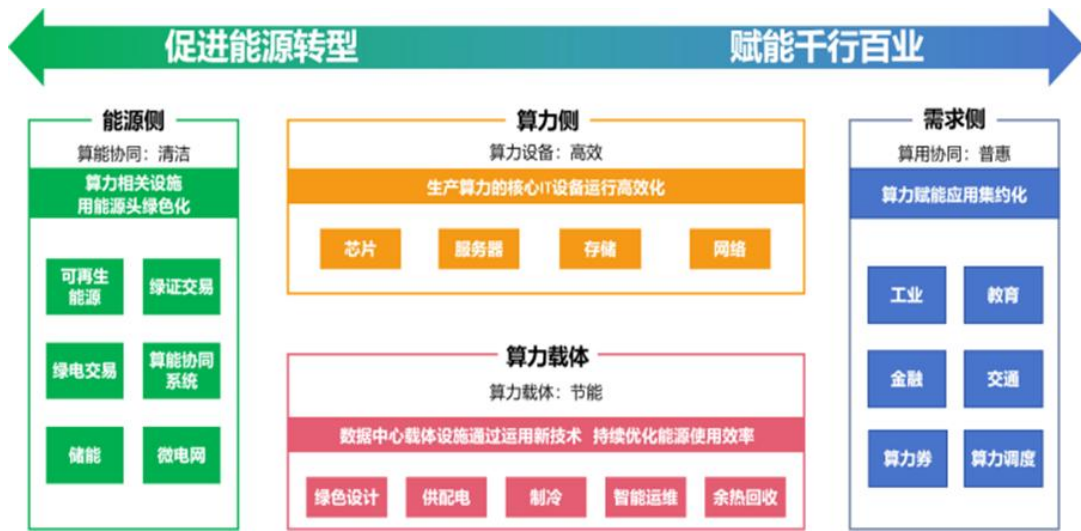 促进能源转型
赋能千行百业
能源侧
算能协同：清洁
算力相关设施
用能源头绿色化
可再生
能源
绿证交易
绿电交易
算能协同
系统
储能
微电网
算力侧
算力设备：高效
生产算力的核心IT设备运行高效化
芯片
服务器
存储
网络
算力载体
算力载体：节能
数据中心载体设施通过运用新技术 持续优化能源使用效率
绿色设计
供配电
制冷
智能运维
余热回收
需求侧
算用协同：普惠
算力赋能应用集约化
工业
教育
金融
交通
算力券
算力调度